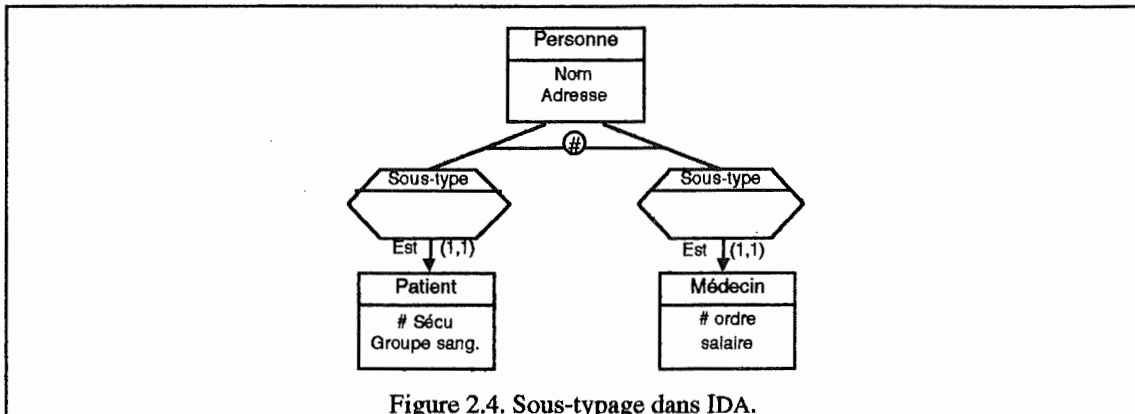 Personne
Nom
Adresse
#
Sous-type Sous-type
Est (1,1) Est (1,1)
Patient Médecin
# Sécu # ordre
Groupe sang. salaire
Figure 2.4. Sous-typage dans IDA.